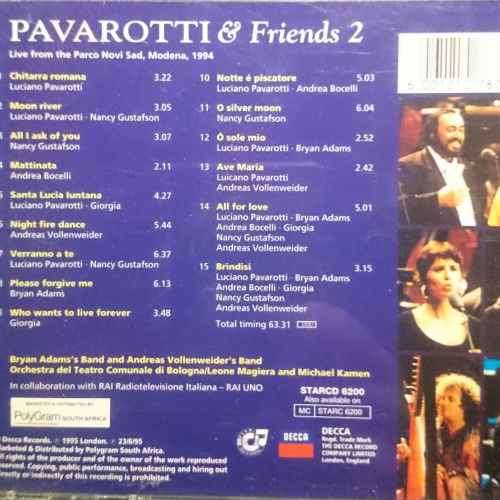 PAVAROTTI & Friends 2
Live from the Parco Novi Sad, Modena, 1994
Chitarra romana 3.22
Luciano Pavarotti
2 Moon river 3.05
Luciano Pavarotti · Nancy Gustafson
3 All I ask of you 3.07
Nancy Gustafson
4 Mattinata 2.11
Andrea Bocelli
5 Santa Lucia luntana 4.27
Luciano Pavarotti · Giorgia
6 Night fire dance 5.44
Andreas Vollenweider
7 Verranno a te 6.37
Luciano Pavarotti · Nancy Gustafson
8 Please forgive me 6.13
Bryan Adams
Who wants to live forever 3.48
Giorgia
10 Notte é piscatore 5.03
Luciano Pavarotti · Andrea Bocelli
11 O silver moon 6.04
Nancy Gustafson
12 Ó sole mio 2.52
Luciano Pavarotti · Bryan Adams
13 Ave Maria 2.42
Luiciano Pavarotti
Andreas Vollenweider
14 All for love 5.01
Luciano Pavarotti · Bryan Adams
Andrea Bocelli · Giorgia
Nancy Gustafson
Andreas Vollenweider
15 Brindisi 3.15
Luciano Pavarotti · Bryan Adams
Andrea Bocelli · Giorgia
Nancy Gustafson
Andreas Vollenweider
Total timing 63.31
Bryan Adams's Band and Andreas Vollenweider's Band
Orchestra del Teatro Comunale di Bologna/Leone Magiera and Michael Kamen
In collaboration with RAI Radiotelevisione Italiana – RAI UNO
STARCD 6200
Also available on
MC STARC 6200
MARKETED & DISTRIBUTED BY
PolyGram SOUTH AFRICA
DECCA
DECCA
Regd. Trade Mark
THE DECCA RECORD
COMPANY LIMITED
London, England
Decca Records. © 1995 London. • 23/6/95
Marketed & Distributed by Polygram South Africa.
All rights of the producer and of the owner of the work reproduced
reserved. Copying, public performance, broadcasting and hiring out
directly or indirectly of this recording is prohibited.